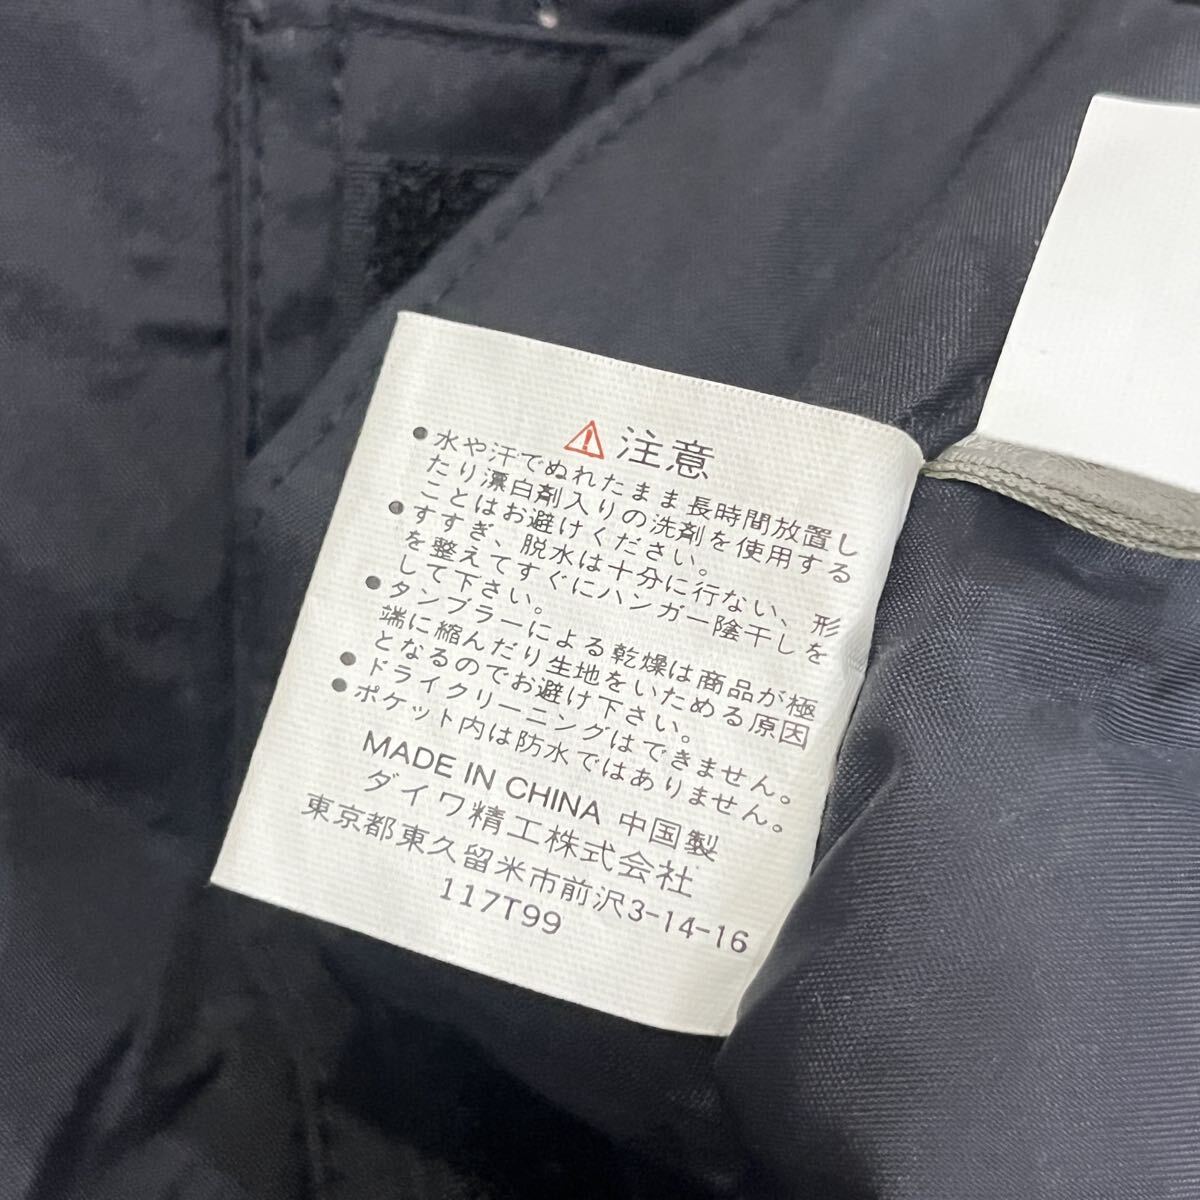 注意
●水や汗でぬれたまま長時間放置し
たり漂白剤入りの洗剤を使用する
ことはお避けください。
●すすぎ、脱水は十分に行ない、形
を整えてすぐにハンガー陰干しを
して下さい。
●タンブラーによる乾燥は商品が極
端に縮んだり生地をいためる原因
となるのでお避け下さい。
●ドライクリーニングはできません。
●ポケット内は防水ではありません。
MADE IN CHINA 中国製
ダイワ精工株式会社
東京都東久留米市前沢3-14-16
117T99